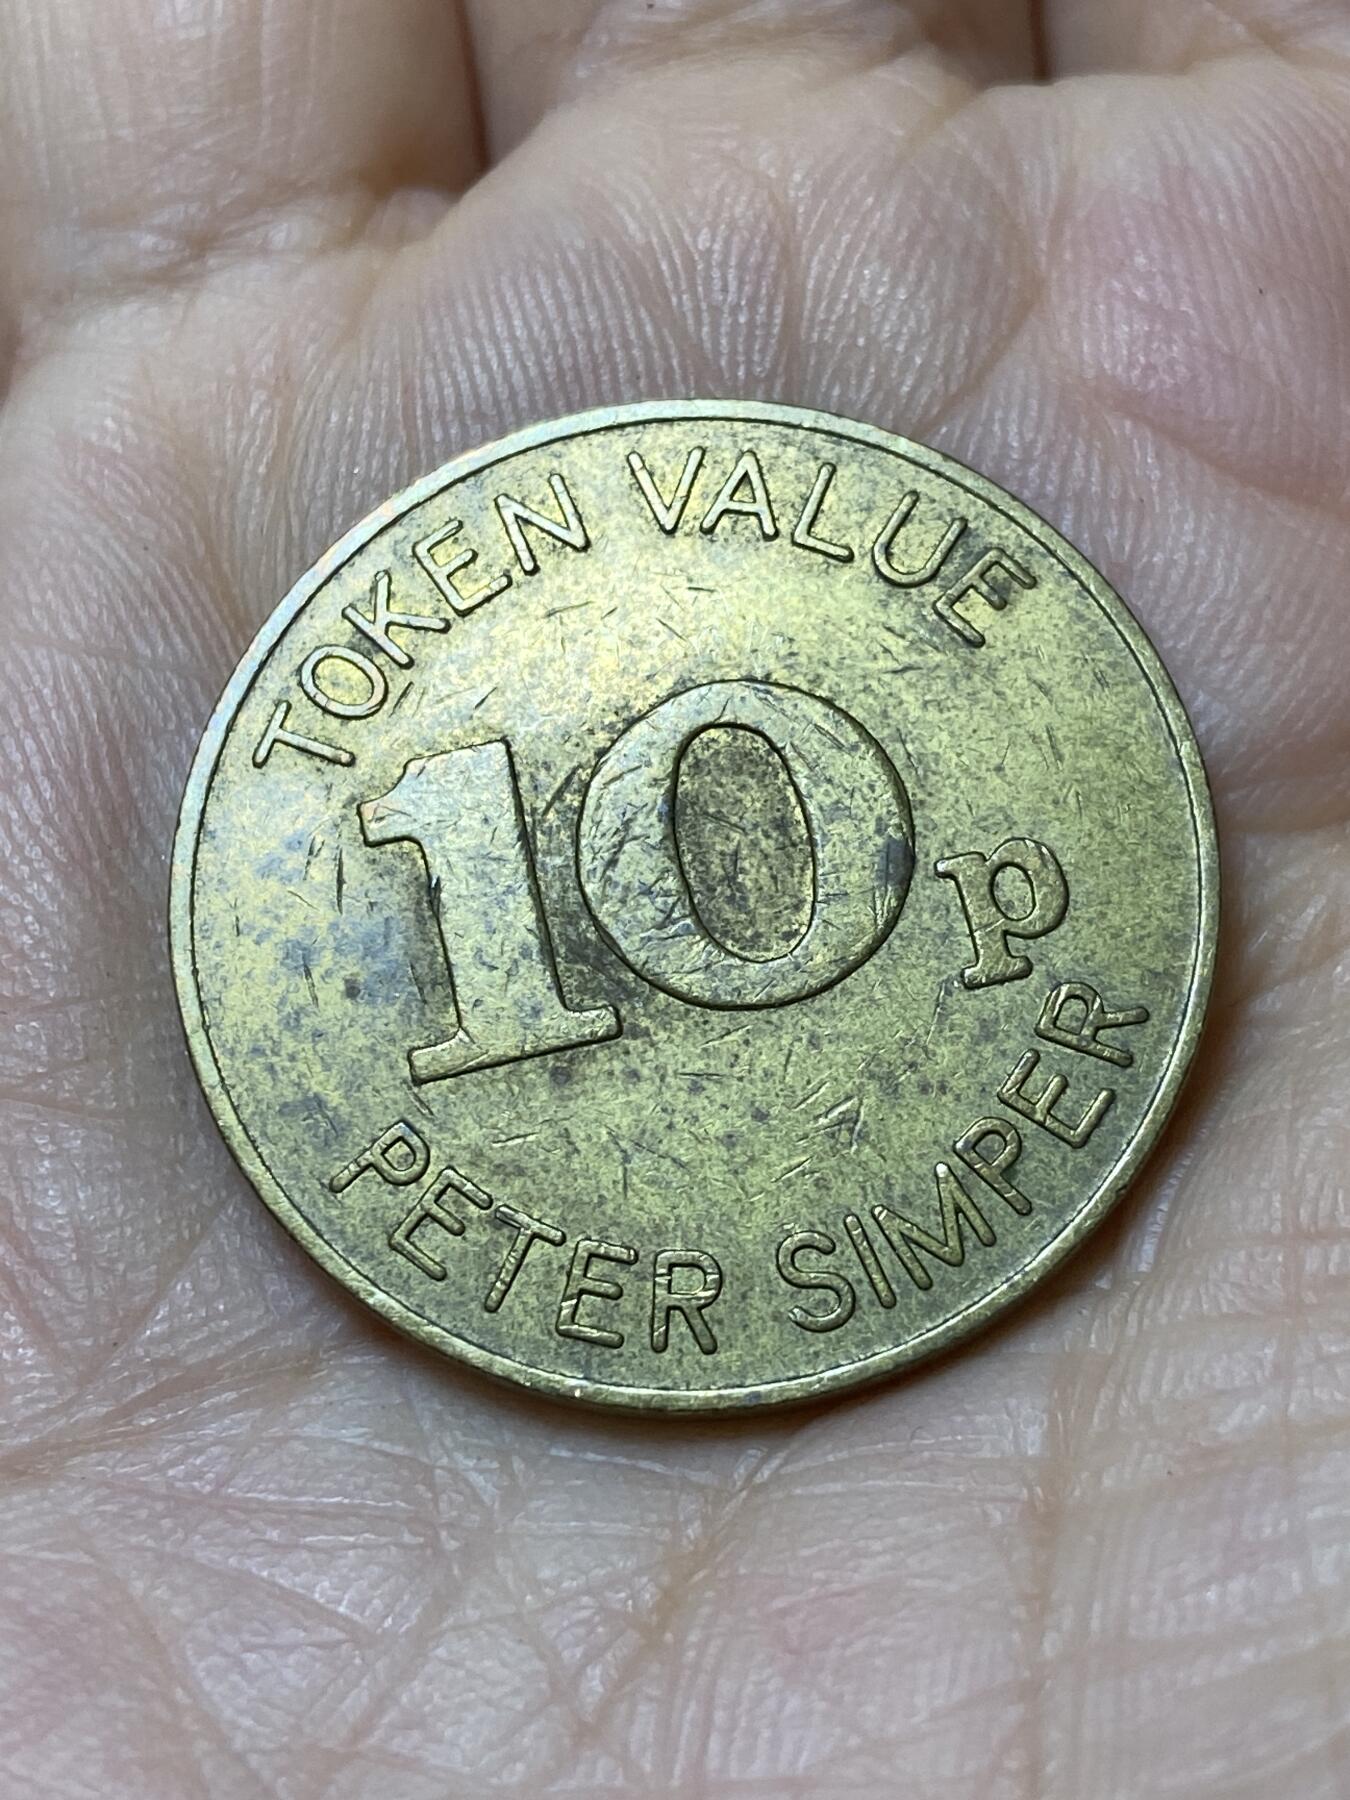 TOKEN VALUE
10p
PETER SIMPER